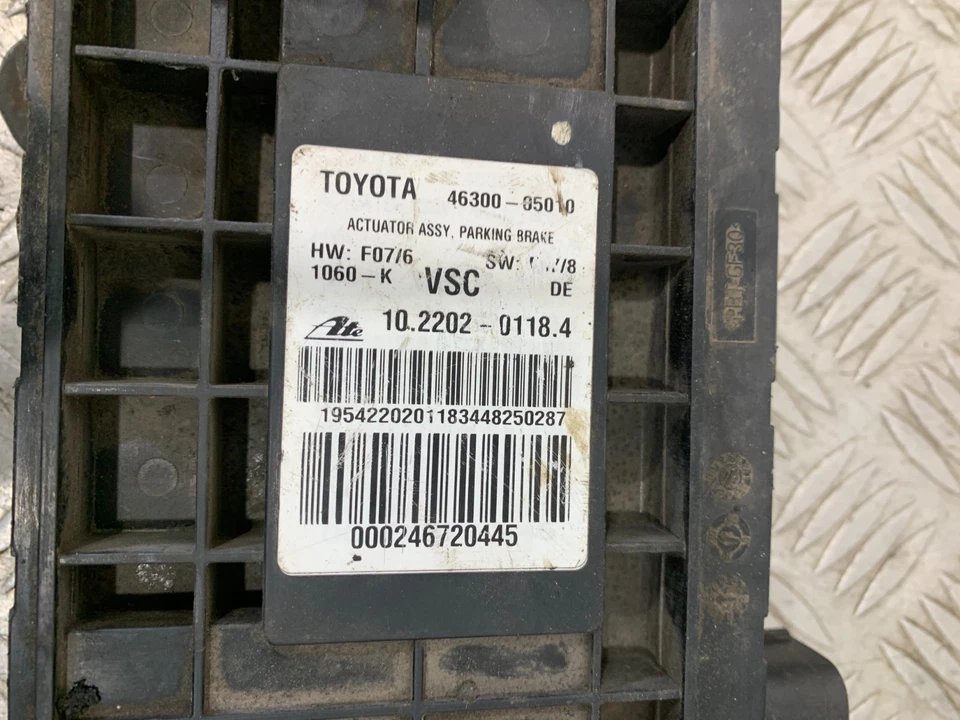 TOYOTA 46300-05010
ACTUATOR ASSY, PARKING BRAKE
HW: F07/6 SW:
1060-K VSC DE
Ate 10.2202-0118.4
1954220201183448250287
000246720445